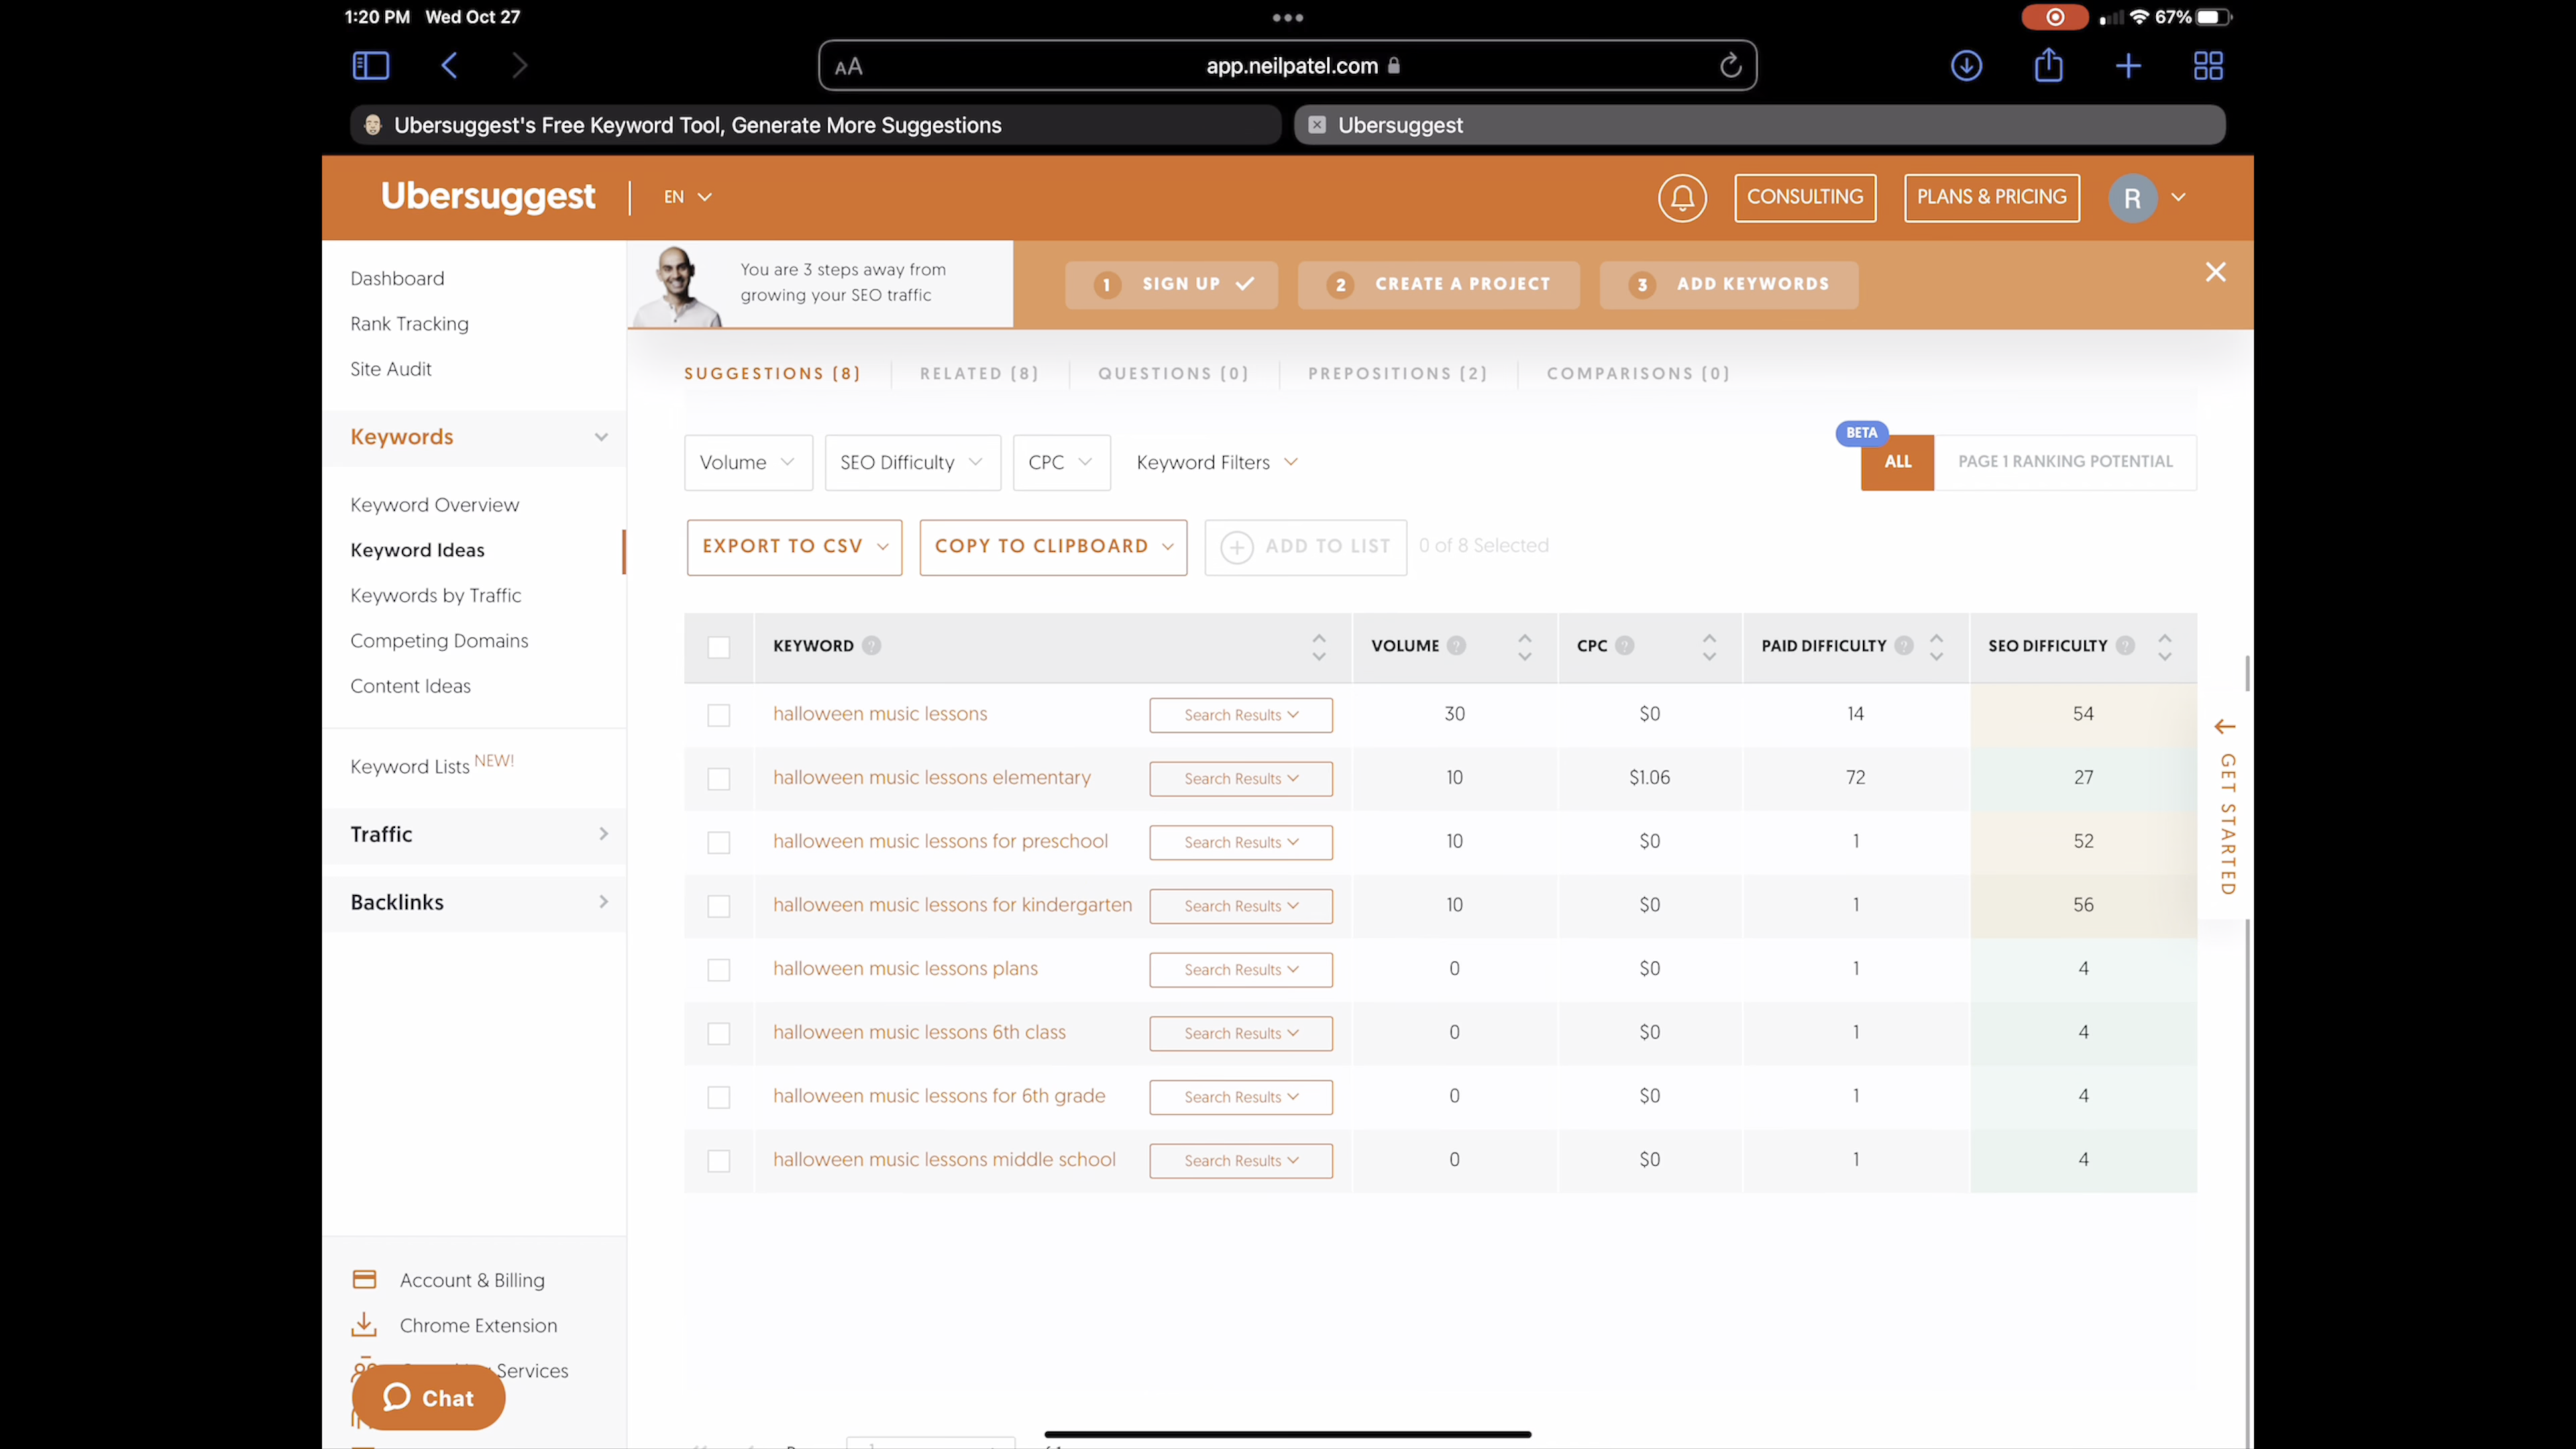 1:20 PM Wed Oct 27
67%
AA app.neilpatel.com
Ubersuggest's Free Keyword Tool, Generate More Suggestions
Ubersuggest
Ubersuggest
EN
CONSULTING
PLANS & PRICING
R
You are 3 steps away from
growing your SEO traffic
1 SIGN UP
2 CREATE A PROJECT
3 ADD KEYWORDS
Dashboard
Rank Tracking
Site Audit
Keywords
Keyword Overview
Keyword Ideas
Keywords by Traffic
Competing Domains
Content Ideas
Keyword Lists NEW!
Traffic
Backlinks
Account & Billing
Chrome Extension
Services
Chat
SUGGESTIONS (8) RELATED (8) QUESTIONS (0) PREPOSITIONS (2) COMPARISONS (0)
Volume SEO Difficulty CPC Keyword Filters
BETA
ALL PAGE 1 RANKING POTENTIAL
EXPORT TO CSV COPY TO CLIPBOARD ADD TO LIST 0 of 8 Selected
KEYWORD ? VOLUME ? CPC ? PAID DIFFICULTY ? SEO DIFFICULTY ?
halloween music lessons Search Results 30 $0 14 54
halloween music lessons elementary Search Results 10 $1.06 72 27
halloween music lessons for preschool Search Results 10 $0 1 52
halloween music lessons for kindergarten Search Results 10 $0 1 56
halloween music lessons plans Search Results 0 $0 1 4
halloween music lessons 6th class Search Results 0 $0 1 4
halloween music lessons for 6th grade Search Results 0 $0 1 4
halloween music lessons middle school Search Results 0 $0 1 4
GET STARTED